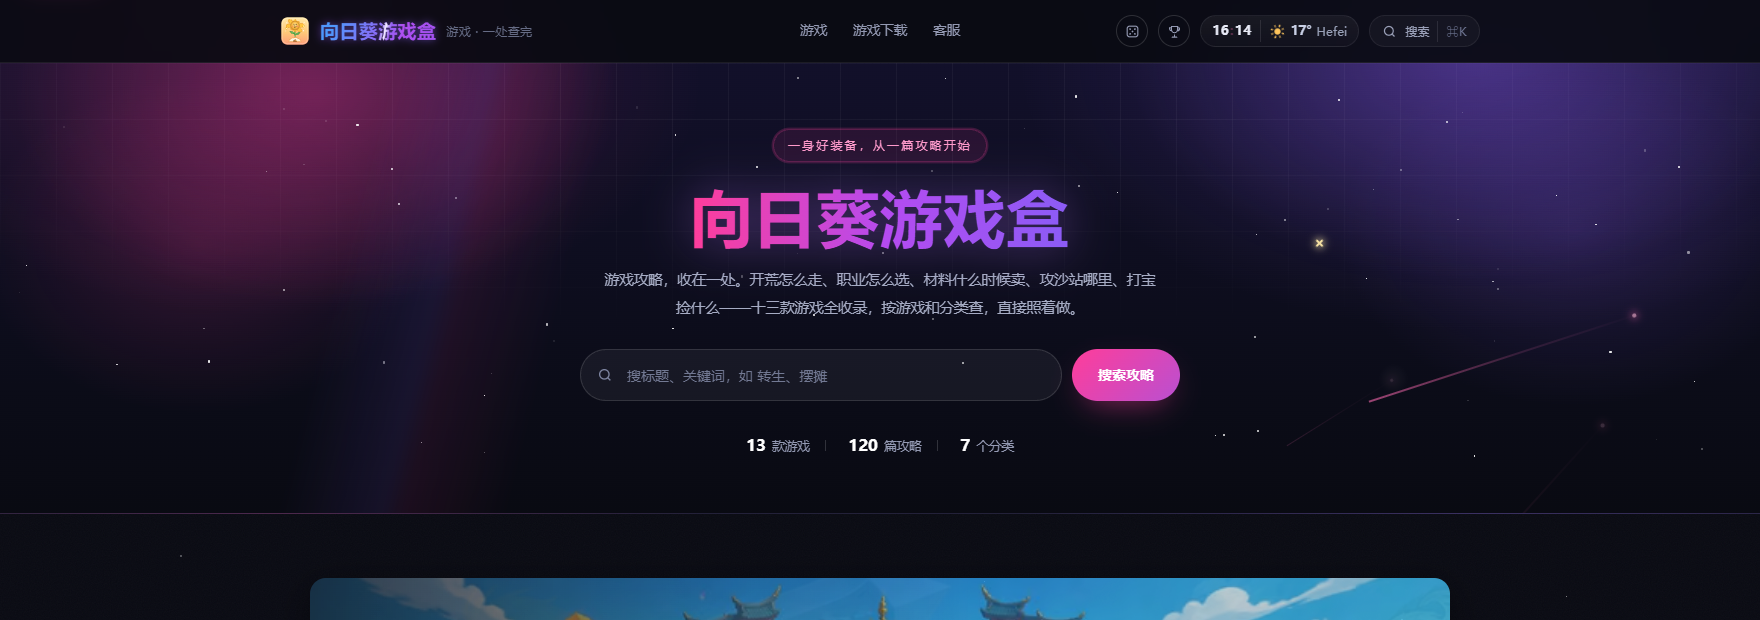 向日葵游戏盒 游戏 · 一处查完 游戏 游戏下载 客服 16:14 17° Hefei 搜索 ⌘K
一身好装备，从一篇攻略开始
向日葵游戏盒
游戏攻略，收在一处。开荒怎么走、职业怎么选、材料什么时候卖、攻沙站哪里、打宝
捡什么——十三款游戏全收录，按游戏和分类查，直接照着做。
搜标题、关键词，如 转生、摆摊 搜索攻略
13 款游戏 120 篇攻略 7 个分类